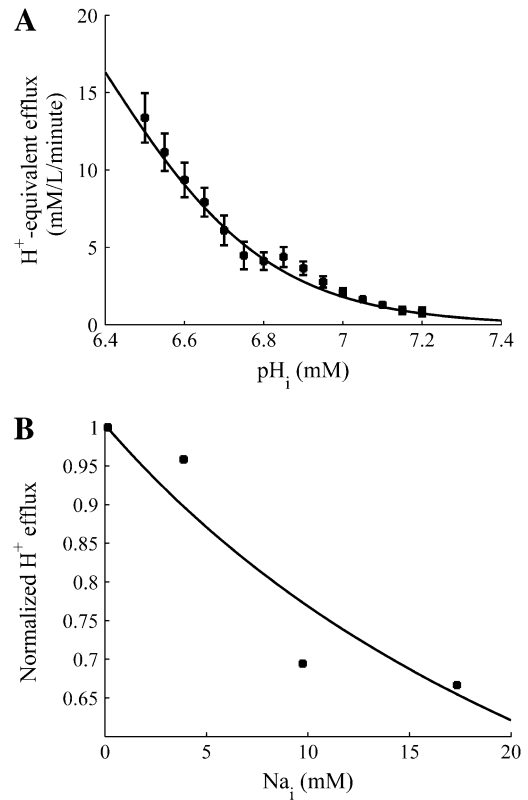 A
H⁺-equivalent efflux
(mM/L/minute)
20
15
10
5
0
6.4 6.6 6.8 7 7.2 7.4
pHᵢ (mM)
B
Normalized H⁺ efflux
1
0.95
0.9
0.85
0.8
0.75
0.7
0.65
0 5 10 15 20
Naᵢ (mM)